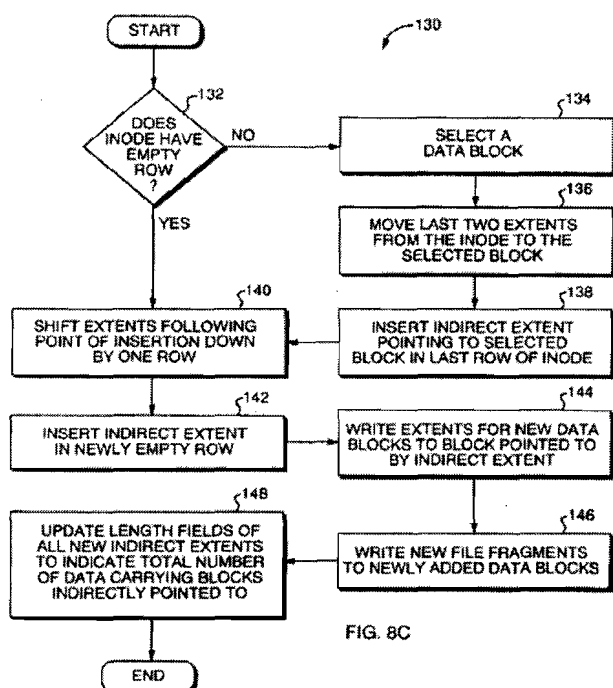 START
130
132
DOES
INODE HAVE
EMPTY
ROW
?
NO
YES
134
SELECT A
DATA BLOCK
136
MOVE LAST TWO EXTENTS
FROM THE INODE TO THE
SELECTED BLOCK
138
INSERT INDIRECT EXTENT
POINTING TO SELECTED
BLOCK IN LAST ROW OF INODE
140
SHIFT EXTENTS FOLLOWING
POINT OF INSERTION DOWN
BY ONE ROW
142
INSERT INDIRECT EXTENT
IN NEWLY EMPTY ROW
144
WRITE EXTENTS FOR NEW DATA
BLOCKS TO BLOCK POINTED TO
BY INDIRECT EXTENT
146
WRITE NEW FILE FRAGMENTS
TO NEWLY ADDED DATA BLOCKS
148
UPDATE LENGTH FIELDS OF
ALL NEW INDIRECT EXTENTS
TO INDICATE TOTAL NUMBER
OF DATA CARRYING BLOCKS
INDIRECTLY POINTED TO
END
FIG. 8C